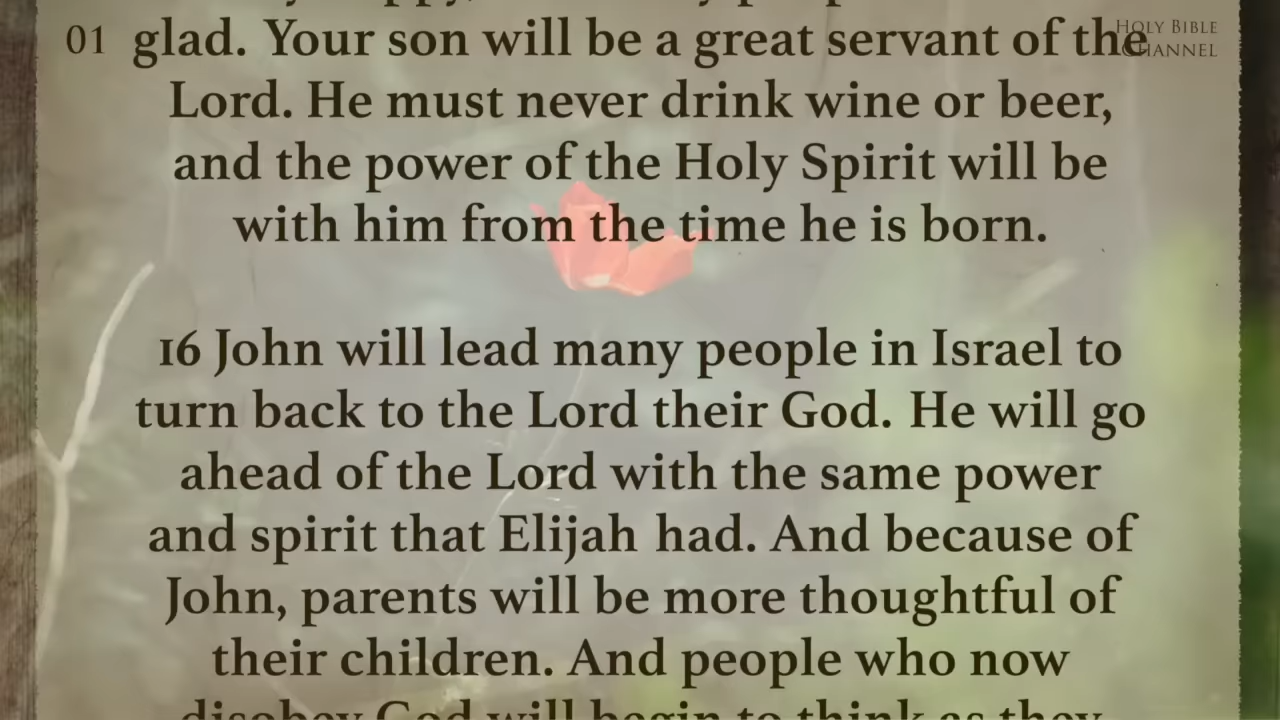 01
glad. Your son will be a great servant of the
HOLY BIBLE
CHANNEL
Lord. He must never drink wine or beer,
and the power of the Holy Spirit will be
with him from the time he is born.
16 John will lead many people in Israel to
turn back to the Lord their God. He will go
ahead of the Lord with the same power
and spirit that Elijah had. And because of
John, parents will be more thoughtful of
their children. And people who now
disobey God will begin to think as they